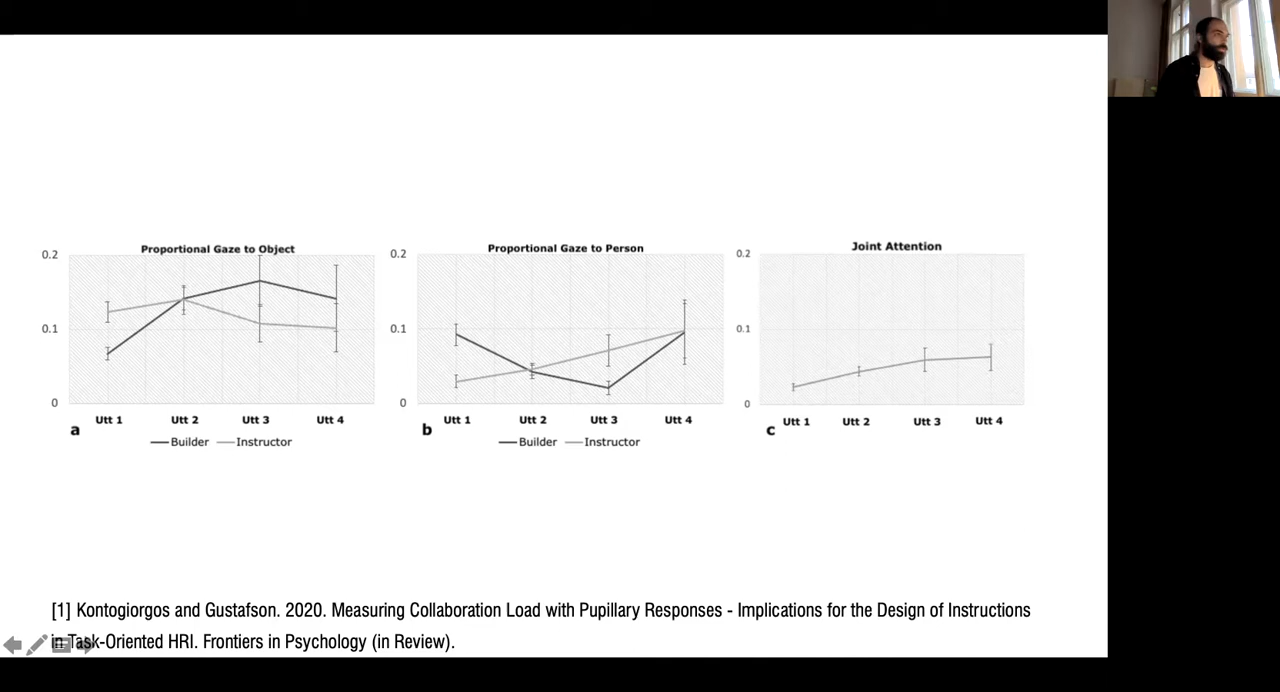 Proportional Gaze to Object
0.2
0.1
0
Utt 1 Utt 2 Utt 3 Utt 4
a
Builder Instructor
Proportional Gaze to Person
0.2
0.1
0
Utt 1 Utt 2 Utt 3 Utt 4
b
Builder Instructor
Joint Attention
0.2
0.1
0
Utt 1 Utt 2 Utt 3 Utt 4
c
[1] Kontogiorgos and Gustafson. 2020. Measuring Collaboration Load with Pupillary Responses - Implications for the Design of Instructions
in Task-Oriented HRI. Frontiers in Psychology (in Review).